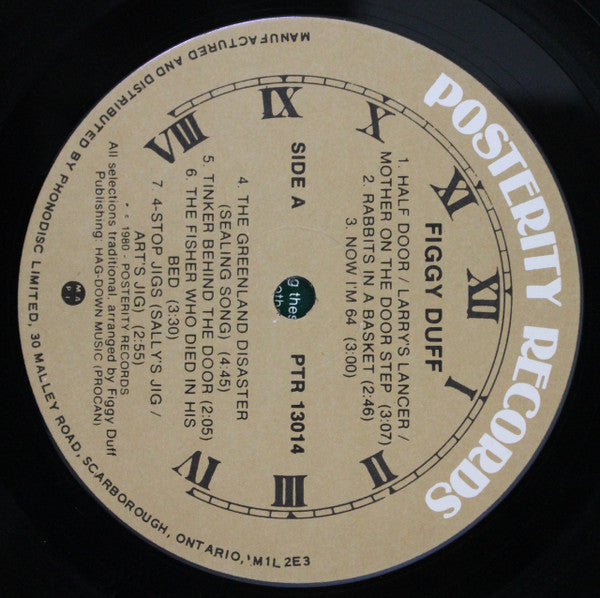 POSTERITY RECORDS
XII
XI
I
X
II
IX
III
VIII
IV
FIGGY DUFF
1. HALF DOOR / LARRY'S LANCER /
MOTHER ON THE DOOR STEP (3:07)
2. RABBITS IN A BASKET (2:46)
3. NOW I'M 64 (3:00)
SIDE A
PTR 13014
g thes
oth
4. THE GREENLAND DISASTER
(SEALING SONG) (4:45)
5. TINKER BEHIND THE DOOR (2:05)
6. THE FISHER WHO DIED IN HIS
BED (3:30)
7. 4-STOP JIGS (SALLY'S JIG /
ART'S JIG) (2:55)
1980 - POSTERITY RECORDS
All selections traditional arranged by Figgy Duff
Publishing: HAG-DOWN MUSIC (PROCAN)
MA
PL
MANUFACTURED AND DISTRIBUTED BY PHONODISC LIMITED, 36 MALLEY ROAD, SCARBOROUGH, ONTARIO, M1L 2E3